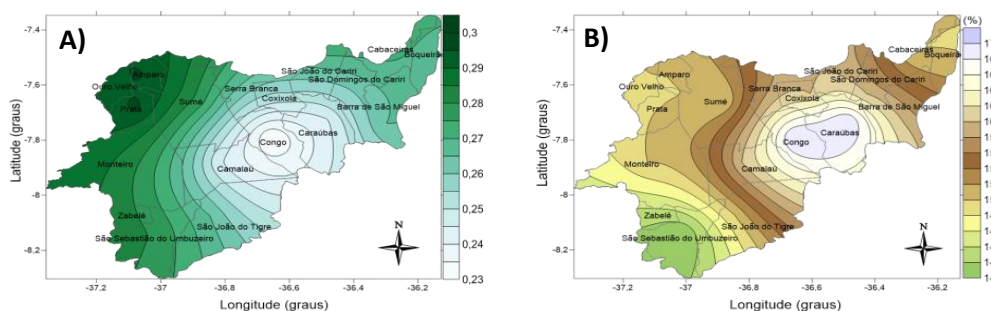 A)
Latitude (graus)
-7,4
-7,6
-7,8
-8
-8,2
Cabaceiras
Boqueirão
São João do Cariri
São Domingos do Cariri
Amparo
Ouro Velho
Prata
Sumé
Serra Branca
Coxixola
Barra de São Miguel
Caraúbas
Congo
Monteiro
Camalaú
Zabelê
São João do Tigre
São Sebastião do Umbuzeiro
N
-37,2
-37
-36,8
-36,6
-36,4
-36,2
Longitude (graus)
0,3
0,29
0,28
0,28
0,27
0,26
0,25
0,25
0,24
0,23
B)
-7,4
-7,6
-7,8
-8
-8,2
Cabaceiras
Boqueirão
São João do Cariri
São Domingos do Cariri
Amparo
Ouro Velho
Prata
Sumé
Serra Branca
Coxixola
Barra de São Miguel
Caraúbas
Congo
Monteiro
Camalaú
Zabelê
São João do Tigre
São Sebastião do Umbuzeiro
N
-37,2
-37
-36,8
-36,6
-36,4
-36,2
Longitude (graus)
(%)